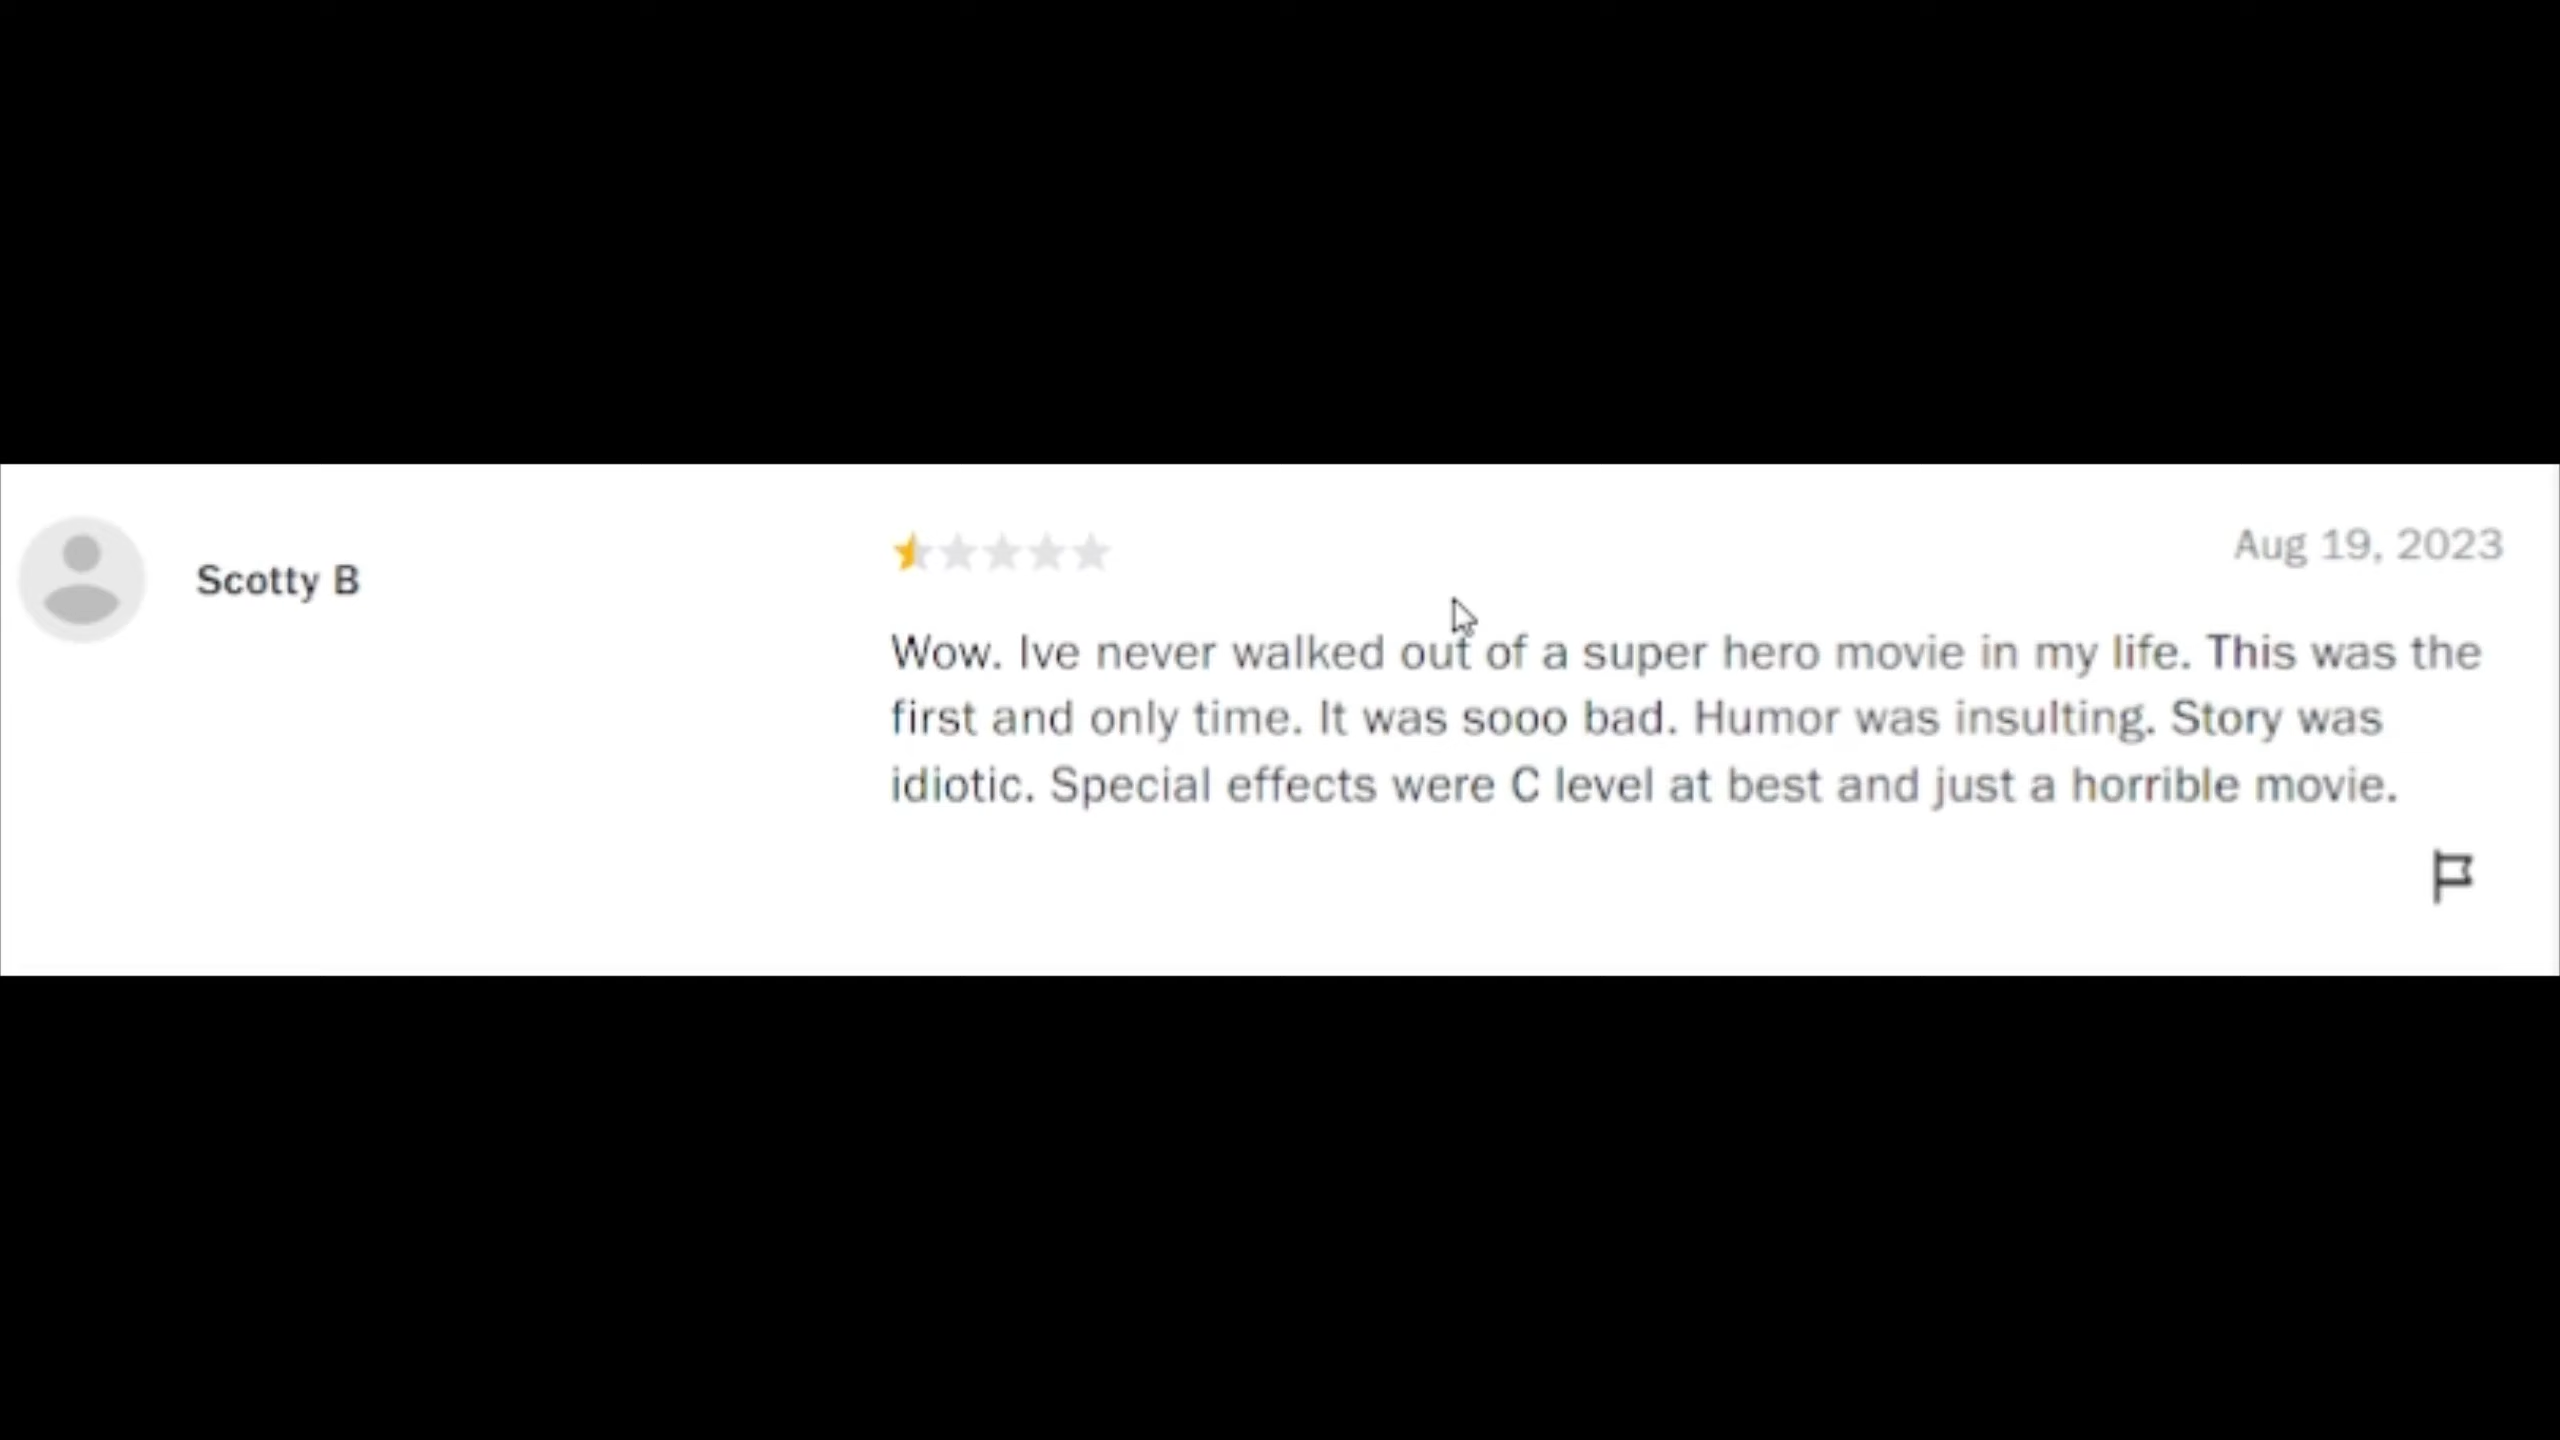 Scotty B
Aug 19, 2023
Wow. Ive never walked out of a super hero movie in my life. This was the
first and only time. It was sooo bad. Humor was insulting. Story was
idiotic. Special effects were C level at best and just a horrible movie.